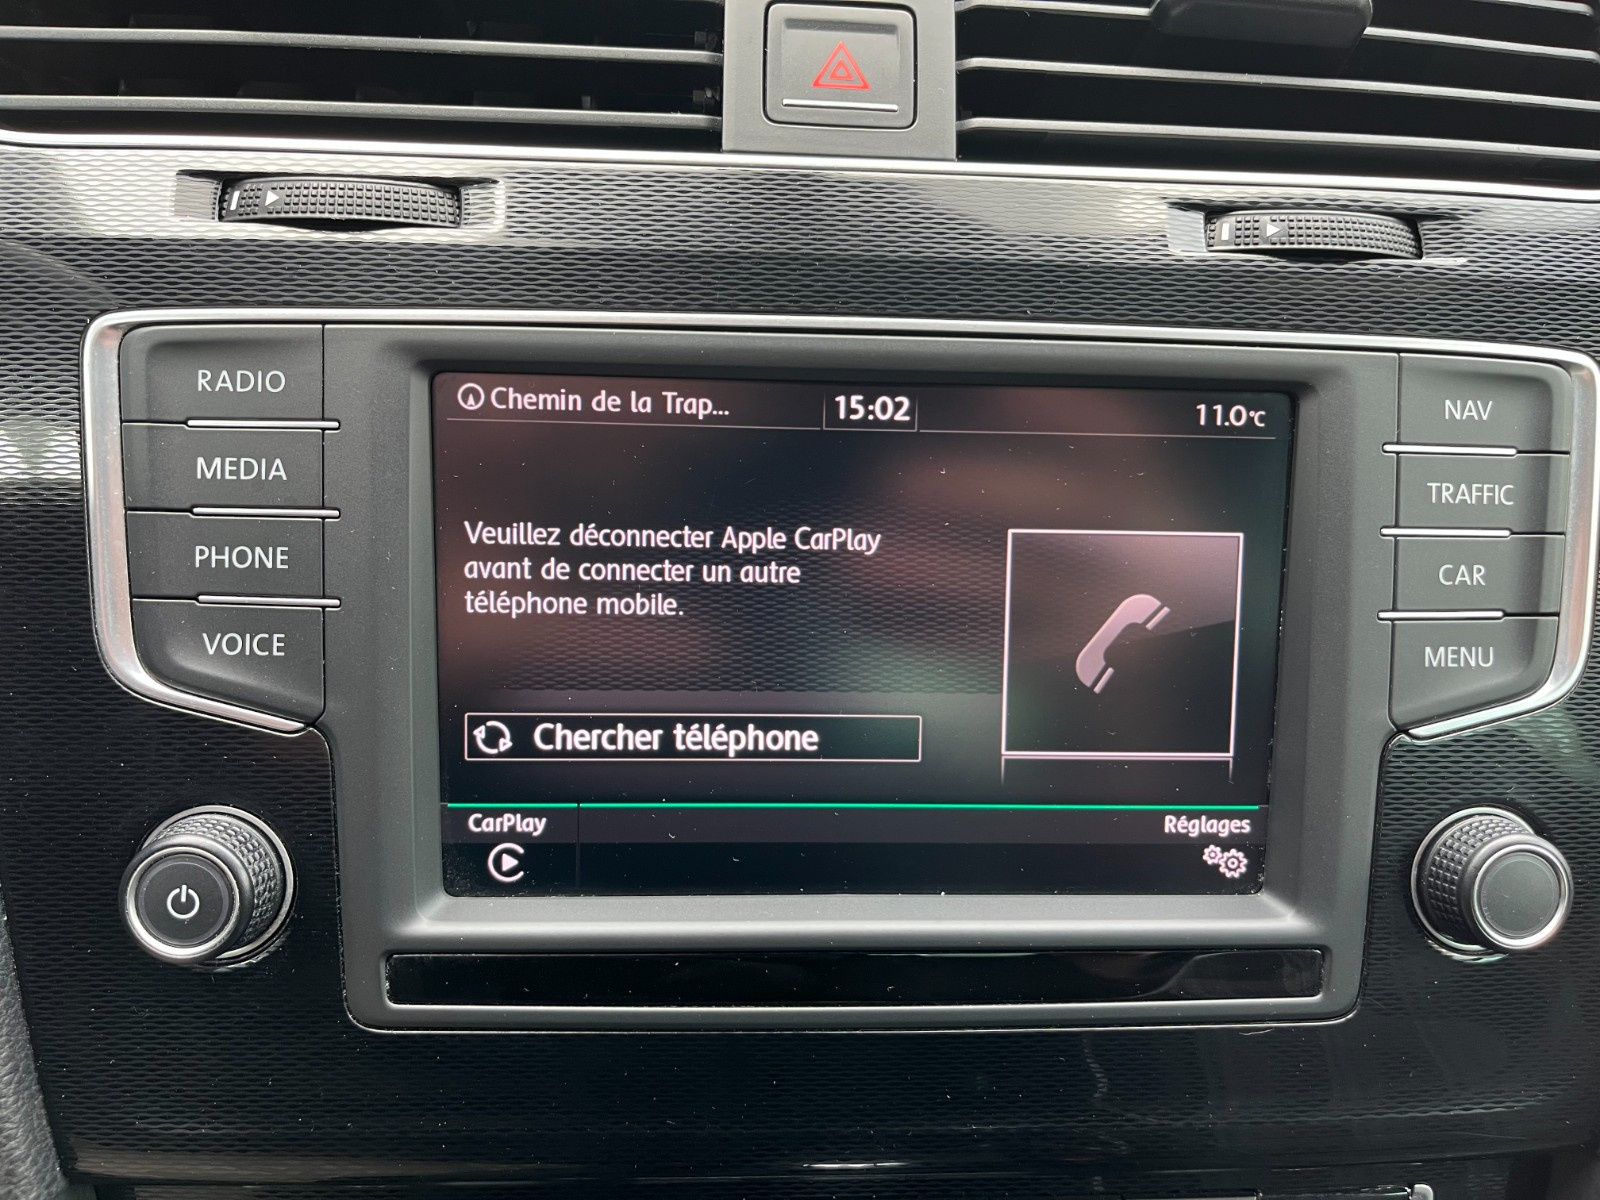 RADIO
MEDIA
PHONE
VOICE
Chemin de la Trap...
15:02
11.0°C
Veuillez déconnecter Apple CarPlay
avant de connecter un autre
téléphone mobile.
Chercher téléphone
CarPlay
Réglages
NAV
TRAFFIC
CAR
MENU